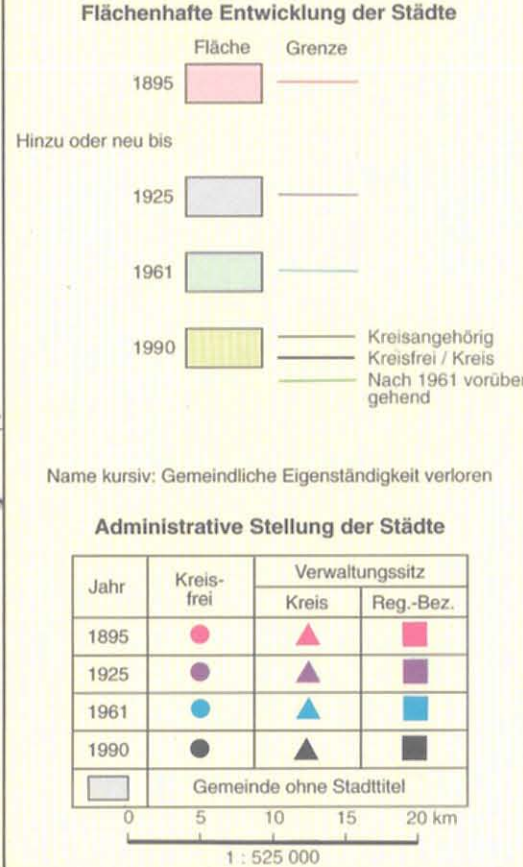 Flächenhafte Entwicklung der Städte
Fläche Grenze
1895
Hinzu oder neu bis
1925
1961
1990
Kreisangehörig
Kreisfrei / Kreis
Nach 1961 vorüber
gehend
Name kursiv: Gemeindliche Eigenständigkeit verloren
Administrative Stellung der Städte
Jahr Kreis-
frei Verwaltungssitz
Kreis Reg.-Bez.
1895
1925
1961
1990
Gemeinde ohne Stadttitel
0 5 10 15 20 km
1 : 525 000